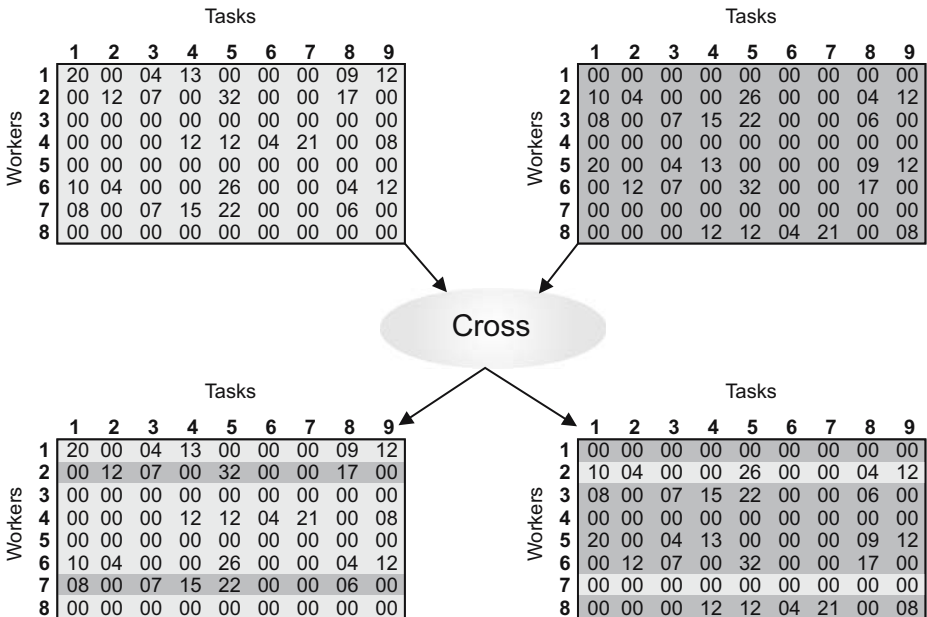 Tasks
1 2 3 4 5 6 7 8 9
Workers
1 20 00 04 13 00 00 00 09 12
2 00 12 07 00 32 00 00 17 00
3 00 00 00 00 00 00 00 00 00
4 00 00 00 12 12 04 21 00 08
5 00 00 00 00 00 00 00 00 00
6 10 04 00 00 26 00 00 04 12
7 08 00 07 15 22 00 00 06 00
8 00 00 00 00 00 00 00 00 00
Tasks
1 2 3 4 5 6 7 8 9
Workers
1 00 00 00 00 00 00 00 00 00
2 10 04 00 00 26 00 00 04 12
3 08 00 07 15 22 00 00 06 00
4 00 00 00 00 00 00 00 00 00
5 20 00 04 13 00 00 00 09 12
6 00 12 07 00 32 00 00 17 00
7 00 00 00 00 00 00 00 00 00
8 00 00 00 12 12 04 21 00 08
Cross
Tasks
1 2 3 4 5 6 7 8 9
Workers
1 20 00 04 13 00 00 00 09 12
2 00 12 07 00 32 00 00 17 00
3 00 00 00 00 00 00 00 00 00
4 00 00 00 12 12 04 21 00 08
5 00 00 00 00 00 00 00 00 00
6 10 04 00 00 26 00 00 04 12
7 08 00 07 15 22 00 00 06 00
8 00 00 00 00 00 00 00 00 00
Tasks
1 2 3 4 5 6 7 8 9
Workers
1 00 00 00 00 00 00 00 00 00
2 10 04 00 00 26 00 00 04 12
3 08 00 07 15 22 00 00 06 00
4 00 00 00 00 00 00 00 00 00
5 20 00 04 13 00 00 00 09 12
6 00 12 07 00 32 00 00 17 00
7 00 00 00 00 00 00 00 00 00
8 00 00 00 12 12 04 21 00 08